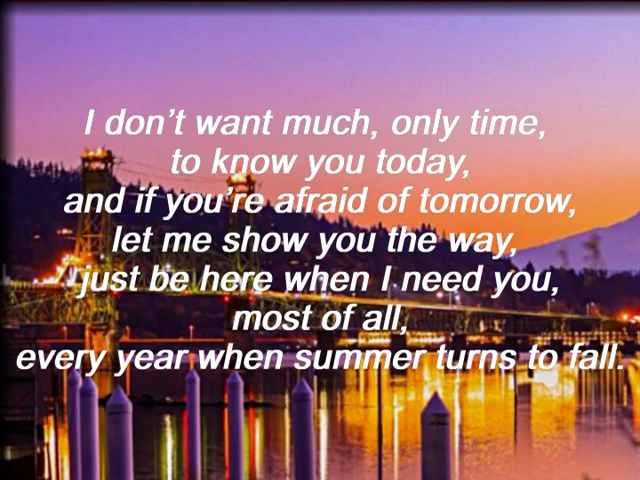 I don’t want much, only time,
to know you today,
and if you’re afraid of tomorrow,
let me show you the way,
just be here when I need you,
most of all,
every year when summer turns to fall.